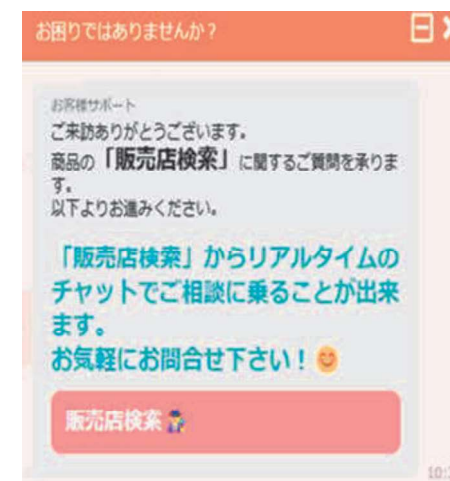 お困りではありませんか？
お客様サポート
ご来訪ありがとうございます。
商品の「販売店検索」に関するご質問を承りま
す。
以下よりお進みください。
「販売店検索」からリアルタイムの
チャットでご相談に乗ることが出来
ます。
お気軽にお問合せ下さい！😊
販売店検索